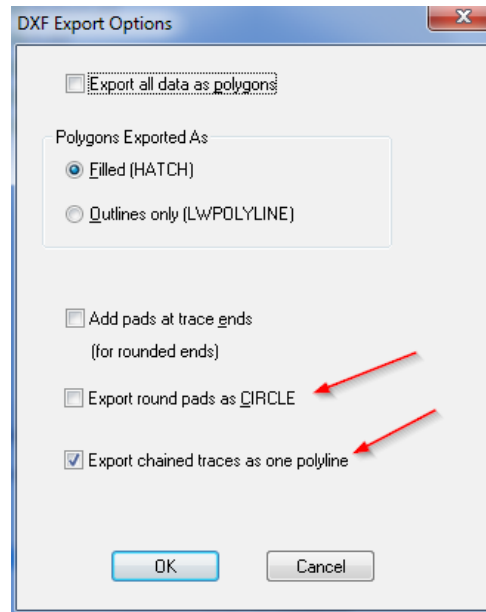 DXF Export Options
Export all data as polygons
Polygons Exported As
Filled (HATCH)
Outlines only (LWPOLYLINE)
Add pads at trace ends
(for rounded ends)
Export round pads as CIRCLE
Export chained traces as one polyline
OK
Cancel